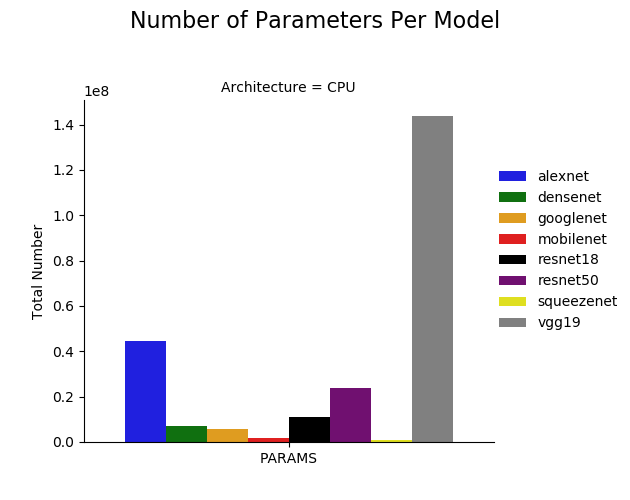 Number of Parameters Per Model
Architecture = CPU
1e8
1.4
1.2
1.0
0.8
0.6
0.4
0.2
0.0
Total Number
PARAMS
alexnet
densenet
googlenet
mobilenet
resnet18
resnet50
squeezenet
vgg19